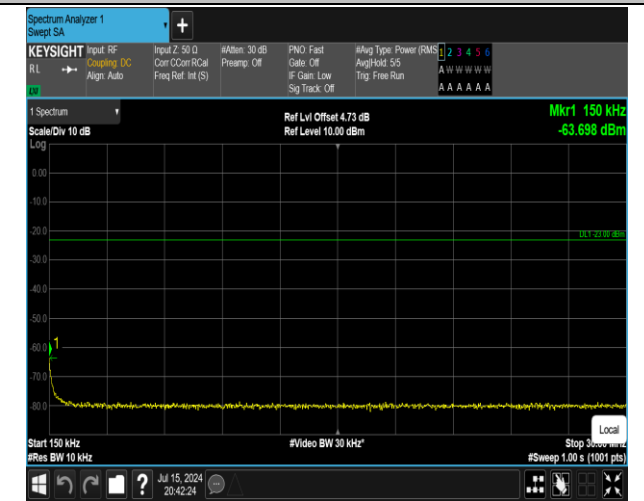 Spectrum Analyzer 1
Swept SA
+
KEYSIGHT
RL
Input: RF
Coupling: DC
Align: Auto
Input Z: 50 Ω
Corr CCorr RCal
Freq Ref: Int (S)
#Atten: 30 dB
Preamp: Off
PNO: Fast
Gate: Off
IF Gain: Low
Sig Track: Off
#Avg Type: Power (RMS
Avg|Hold: 5/5
Trig: Free Run
1 2 3 4 5 6
A W W W W W
A A A A A A
1 Spectrum
Scale/Div 10 dB
Ref Lvl Offset 4.73 dB
Ref Level 10.00 dBm
Mkr1 150 kHz
-63.698 dBm
Log
0.00
-10.0
-20.0
DL1 -23.00 dBm
-30.0
-40.0
-50.0
-60.0
1
-70.0
-80.0
Local
Start 150 kHz
#Video BW 30 kHz*
#Res BW 10 kHz
#Sweep 1.00 s (1001 pts)
Stop
?
Jul 15, 2024
20:42:24